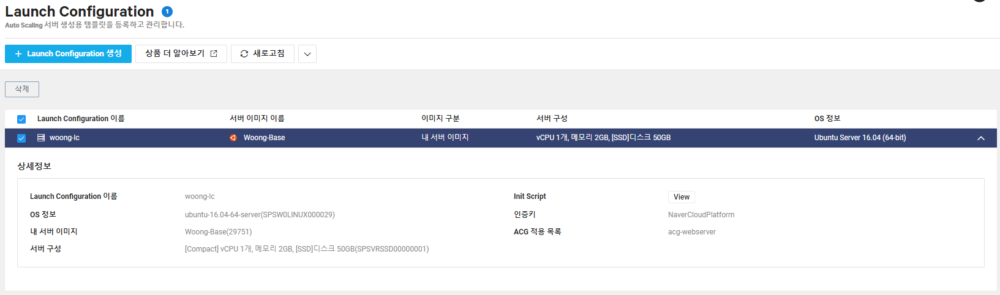 Launch Configuration 1
Auto Scaling 서버 생성용 템플릿을 등록하고 관리합니다.
+ Launch Configuration 생성 상품 더 알아보기 새로고침
삭제
Launch Configuration 이름 서버 이미지 이름 이미지 구분 서버 구성 OS 정보
woong-lc Woong-Base 내 서버 이미지 vCPU 1개, 메모리 2GB, [SSD]디스크 50GB Ubuntu Server 16.04 (64-bit)
상세정보
Launch Configuration 이름 woong-lc Init Script View
OS 정보 ubuntu-16.04-64-server(SPSW0LINUX000029) 인증키 NaverCloudPlatform
내 서버 이미지 Woong-Base(29751) ACG 적용 목록 acg-webserver
서버 구성 [Compact] vCPU 1개, 메모리 2GB, [SSD]디스크 50GB(SPSVRSSD00000001)